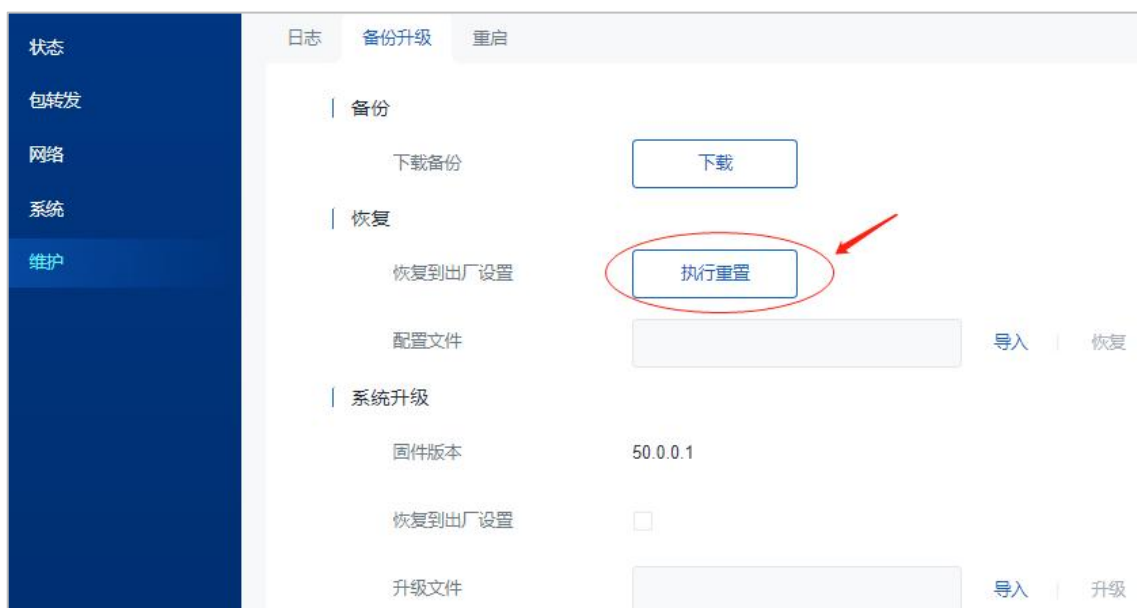 状态
包转发
网络
系统
维护
日志 备份升级 重启
备份
下载备份 下载
恢复
恢复到出厂设置 执行重置
配置文件 导入 恢复
系统升级
固件版本 50.0.0.1
恢复到出厂设置
升级文件 导入 升级